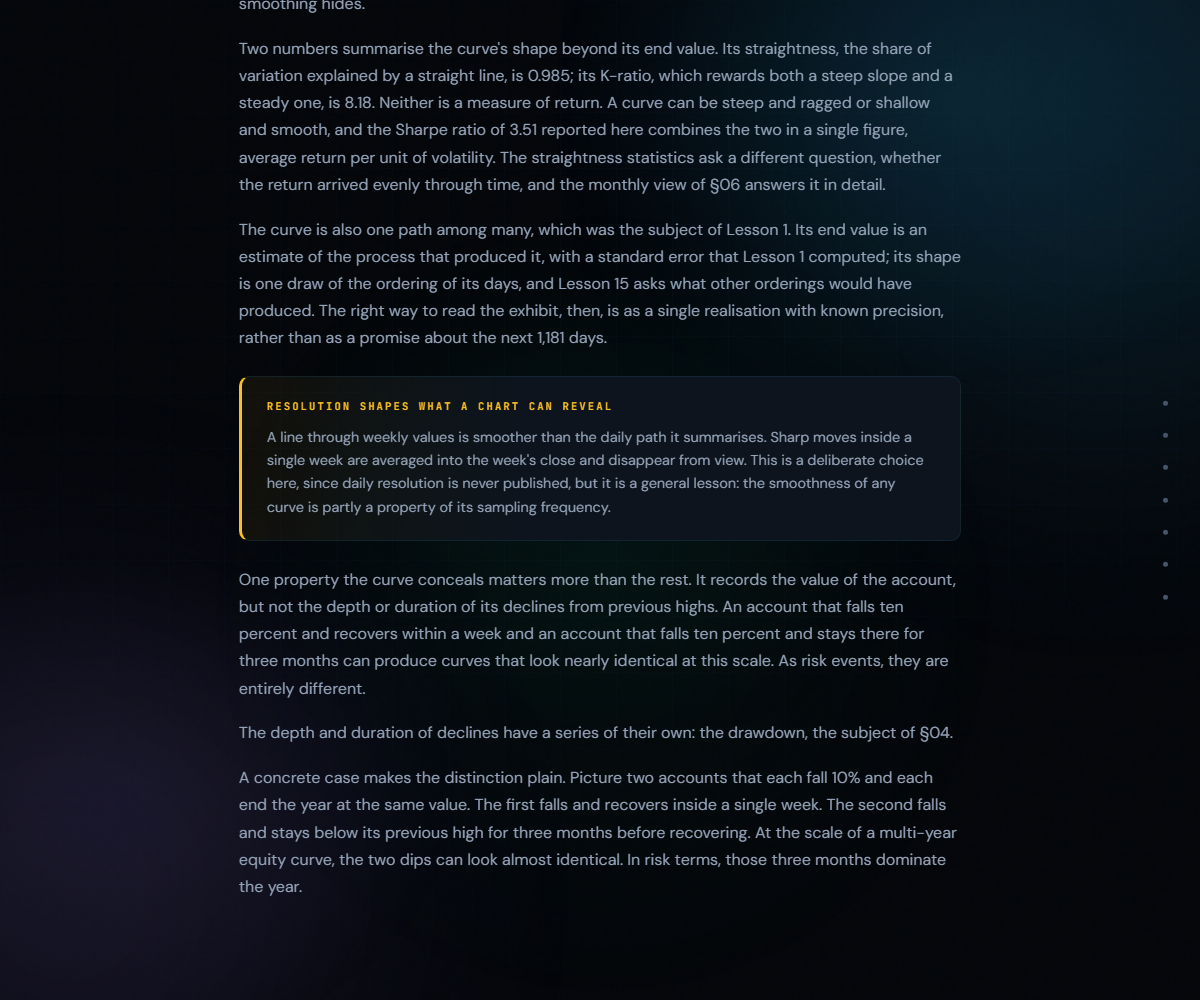 smoothing hides.
Two numbers summarise the curve's shape beyond its end value. Its straightness, the share of
variation explained by a straight line, is 0.985; its K-ratio, which rewards both a steep slope and a
steady one, is 8.18. Neither is a measure of return. A curve can be steep and ragged or shallow
and smooth, and the Sharpe ratio of 3.51 reported here combines the two in a single figure,
average return per unit of volatility. The straightness statistics ask a different question, whether
the return arrived evenly through time, and the monthly view of §06 answers it in detail.
The curve is also one path among many, which was the subject of Lesson 1. Its end value is an
estimate of the process that produced it, with a standard error that Lesson 1 computed; its shape
is one draw of the ordering of its days, and Lesson 15 asks what other orderings would have
produced. The right way to read the exhibit, then, is as a single realisation with known precision,
rather than as a promise about the next 1,181 days.
RESOLUTION SHAPES WHAT A CHART CAN REVEAL
A line through weekly values is smoother than the daily path it summarises. Sharp moves inside a
single week are averaged into the week's close and disappear from view. This is a deliberate choice
here, since daily resolution is never published, but it is a general lesson: the smoothness of any
curve is partly a property of its sampling frequency.
One property the curve conceals matters more than the rest. It records the value of the account,
but not the depth or duration of its declines from previous highs. An account that falls ten
percent and recovers within a week and an account that falls ten percent and stays there for
three months can produce curves that look nearly identical at this scale. As risk events, they are
entirely different.
The depth and duration of declines have a series of their own: the drawdown, the subject of §04.
A concrete case makes the distinction plain. Picture two accounts that each fall 10% and each
end the year at the same value. The first falls and recovers inside a single week. The second falls
and stays below its previous high for three months before recovering. At the scale of a multi-year
equity curve, the two dips can look almost identical. In risk terms, those three months dominate
the year.